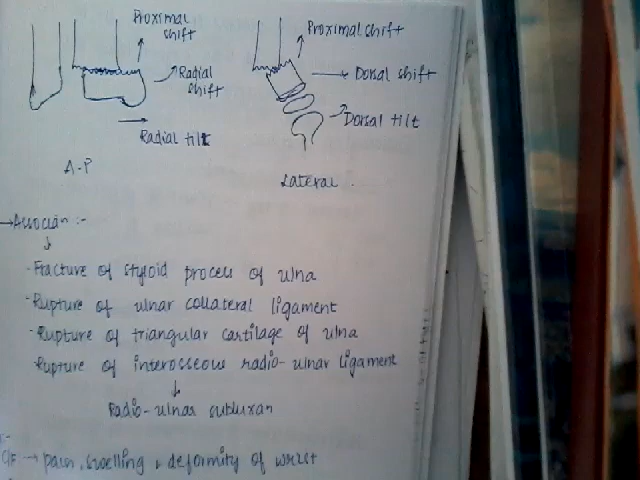 Proximal
shift
Radial
shift
Radial tilt
A-P
Proximal shift
Dorsal shift
Dorsal tilt
Lateral.
→ Associan :-
↓
- Fracture of styloid process of ulna
- Rupture of ulnar collateral ligament
- Rupture of triangular cartilage of ulna
Rupture of interosseous radio-ulnar ligament
↓
Radio-ulnar subluxan
C/F → pain, swelling & deformity of wrist